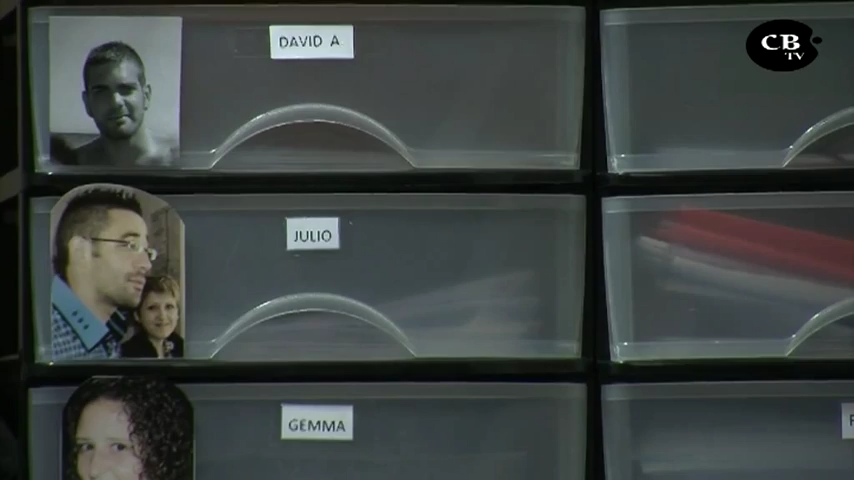 DAVID A
CB
TV
JULIO
GEMMA